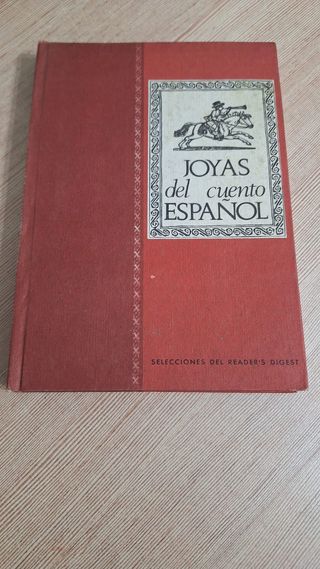 JOYAS
del cuento
ESPAÑOL
SELECCIONES DEL READER'S DIGEST